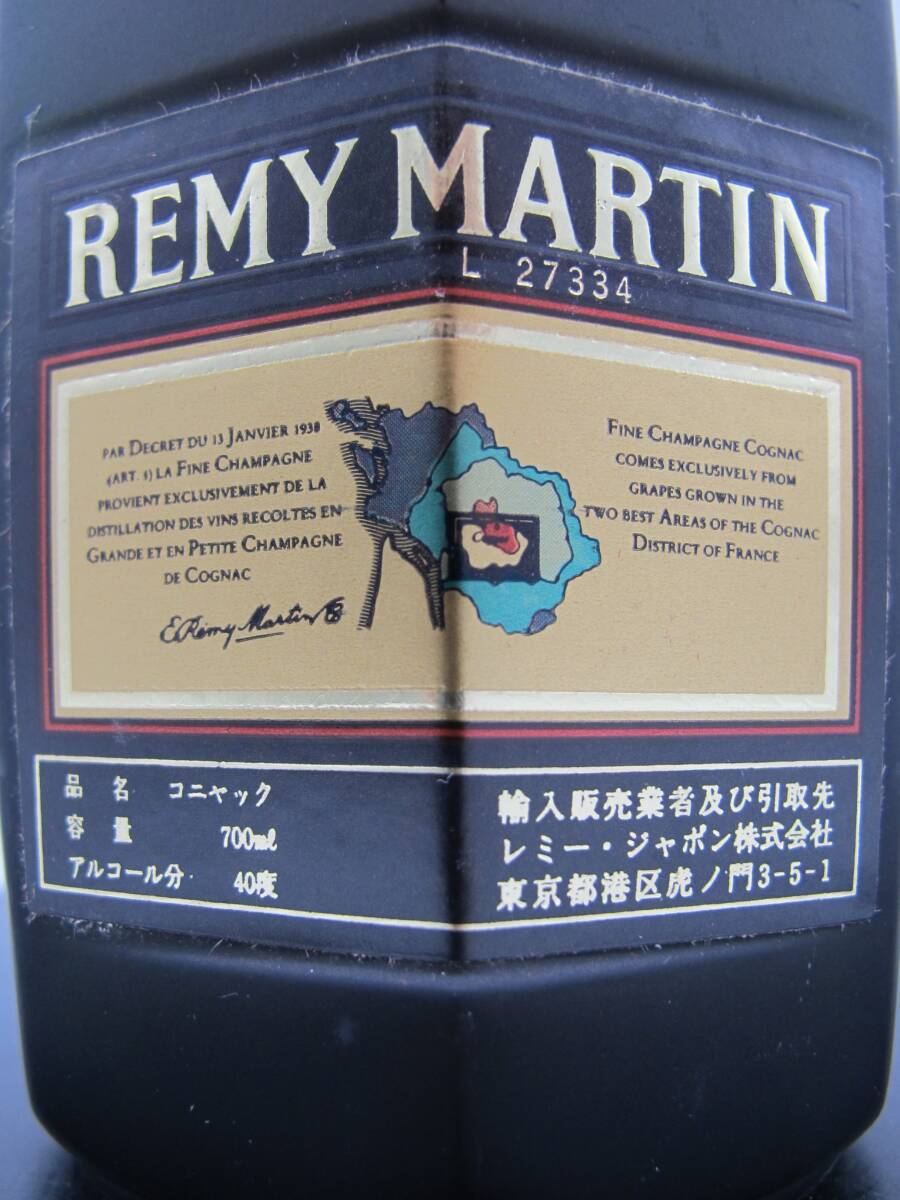 REMY MARTIN
L 27334
PAR DECRET DU 13 JANVIER 1938
(ART. 1) LA FINE CHAMPAGNE
PROVIENT EXCLUSIVEMENT DE LA
DISTILLATION DES VINS RECOLTES EN
GRANDE ET EN PETITE CHAMPAGNE
DE COGNAC
E. Remy Martin
FINE CHAMPAGNE COGNAC
COMES EXCLUSIVELY FROM
GRAPES GROWN IN THE
TWO BEST AREAS OF THE COGNAC
DISTRICT OF FRANCE
品名 コニャック
容量 700ml
アルコール分 40度
輸入販売業者及び引取先
レミー・ジャポン株式会社
東京都港区虎ノ門3-5-1